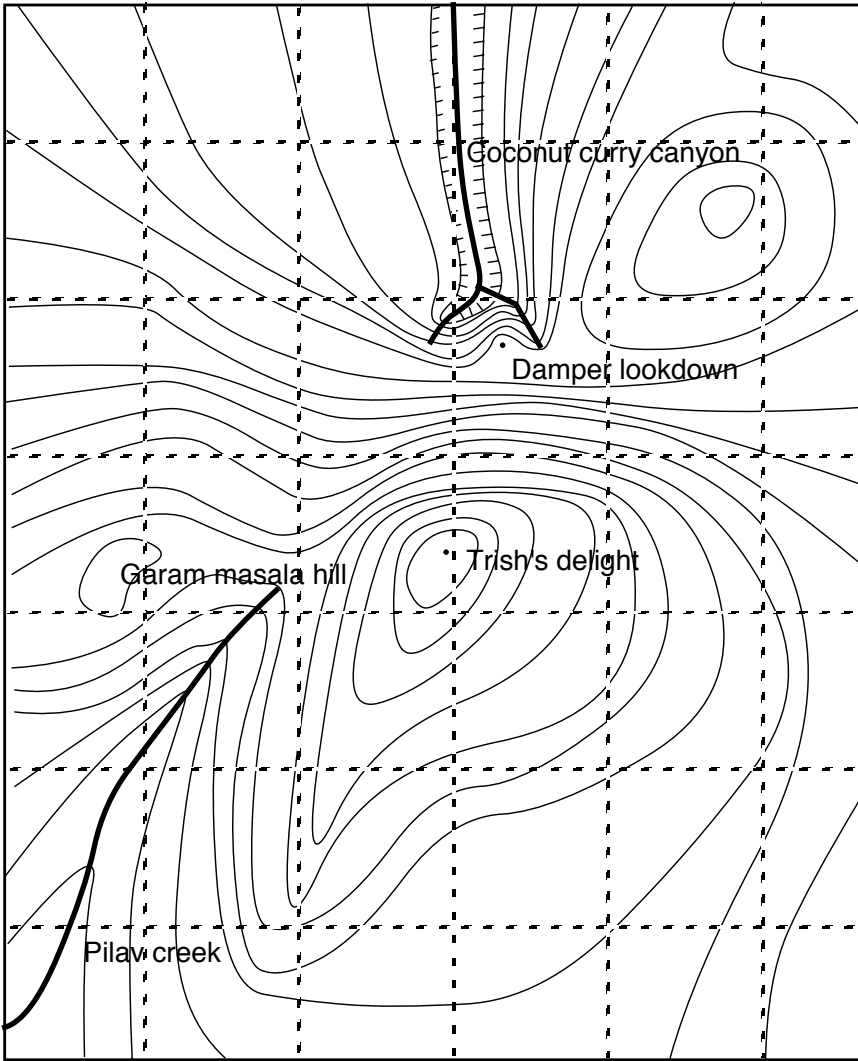 Coconut curry canyon
Damper lookdown
Trish's delight
Garam masala hill
Pilav creek